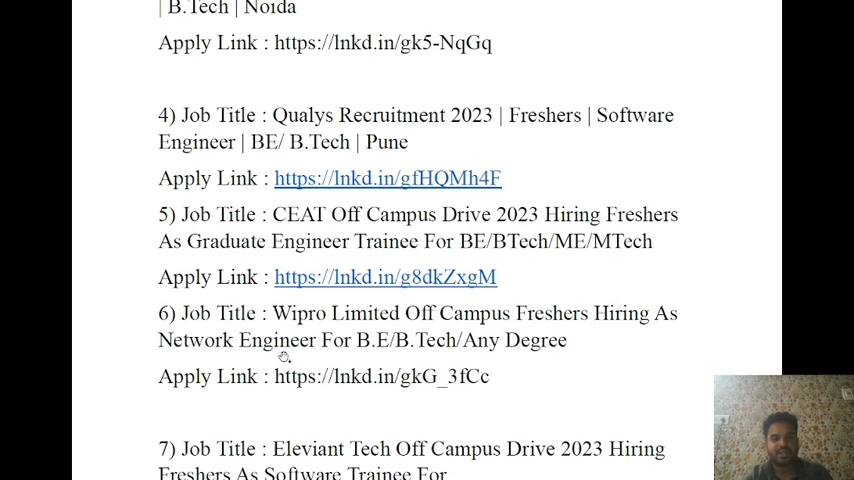 | B.Tech | Noida
Apply Link : https://lnkd.in/gk5-NqGq
4) Job Title : Qualys Recruitment 2023 | Freshers | Software
Engineer | BE/ B.Tech | Pune
Apply Link : https://lnkd.in/gfHQMh4F
5) Job Title : CEAT Off Campus Drive 2023 Hiring Freshers
As Graduate Engineer Trainee For BE/BTech/ME/MTech
Apply Link : https://lnkd.in/g8dkZxgM
6) Job Title : Wipro Limited Off Campus Freshers Hiring As
Network Engineer For B.E/B.Tech/Any Degree
Apply Link : https://lnkd.in/gkG_3fCc
7) Job Title : Eleviant Tech Off Campus Drive 2023 Hiring
Freshers As Software Trainee For